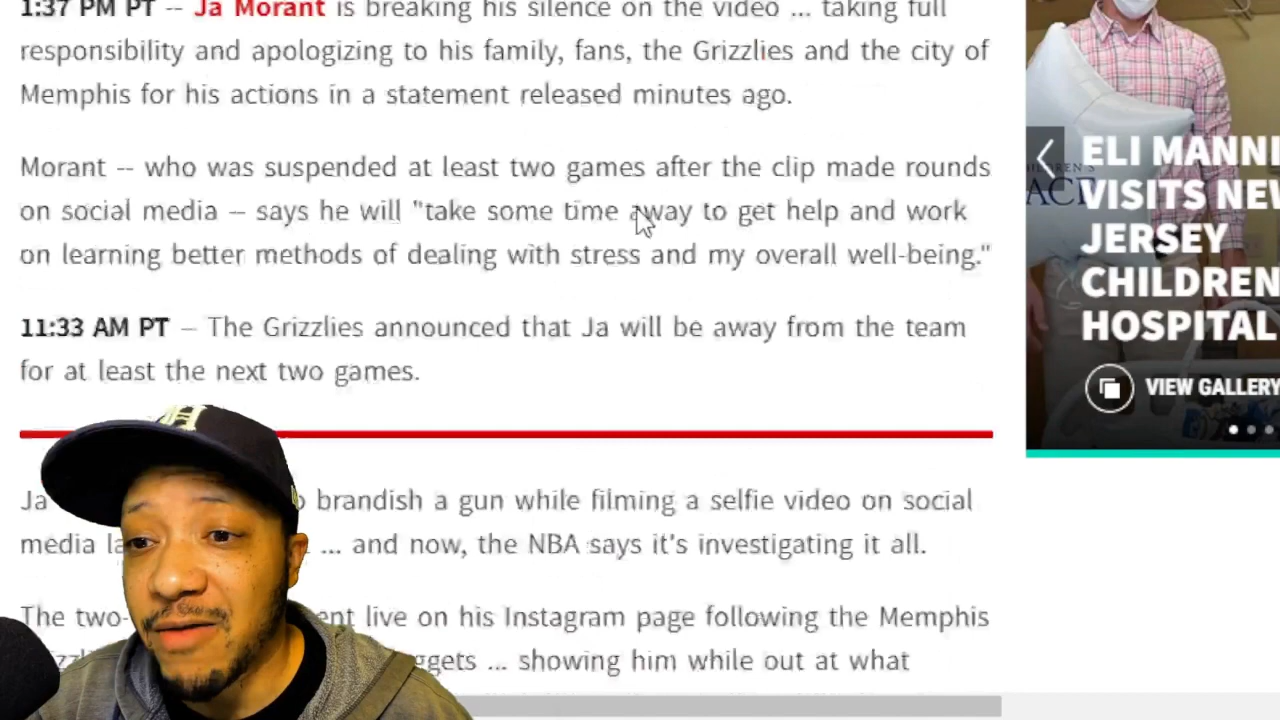 1:37 PM PT -- Ja Morant is breaking his silence on the video ... taking full
responsibility and apologizing to his family, fans, the Grizzlies and the city of
Memphis for his actions in a statement released minutes ago.
Morant -- who was suspended at least two games after the clip made rounds
on social media -- says he will "take some time away to get help and work
on learning better methods of dealing with stress and my overall well-being."
11:33 AM PT -- The Grizzlies announced that Ja will be away from the team
for at least the next two games.
Ja brandish a gun while filming a selfie video on social
media ... and now, the NBA says it's investigating it all.
The two- live on his Instagram page following the Memphis
... showing him while out at what
ELI MANNI
VISITS NEW
JERSEY
CHILDREN
HOSPITAL
VIEW GALLERY